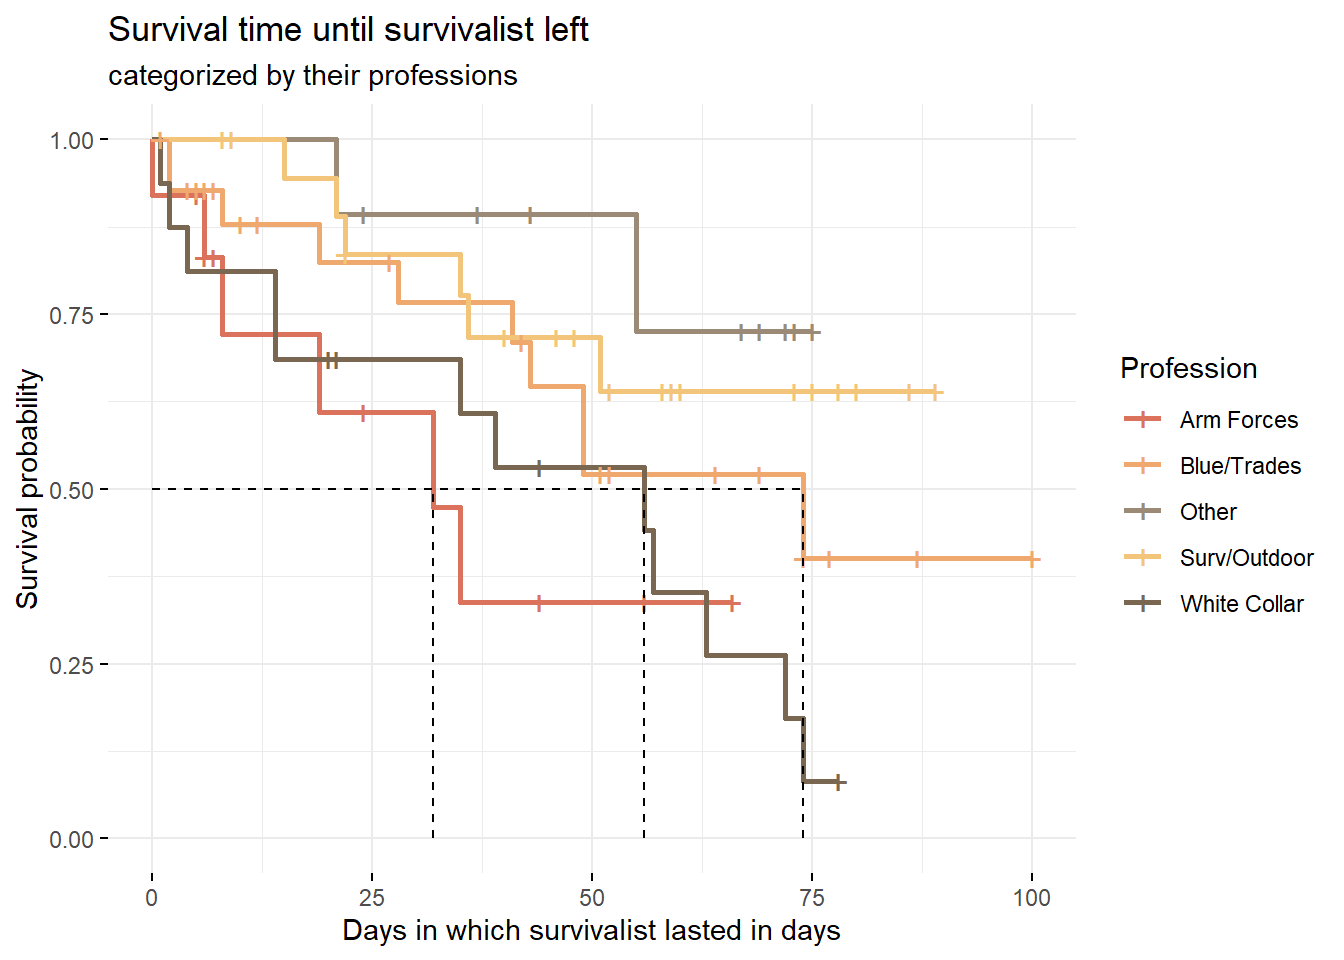 Survival time until survivalist left
categorized by their professions
Survival probability
1.00
0.75
0.50
0.25
0.00
0
25
50
75
100
Days in which survivalist lasted in days
Profession
Arm Forces
Blue/Trades
Other
Surv/Outdoor
White Collar